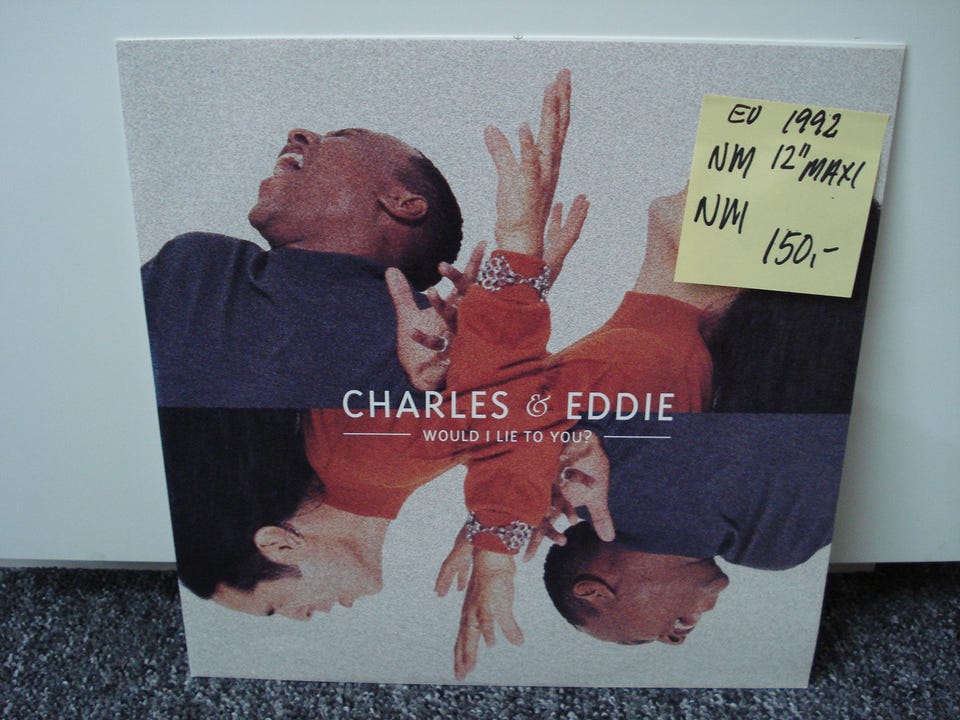 EU 1992
NM 12" MAXI
NM
150,-
CHARLES & EDDIE
WOULD I LIE TO YOU?